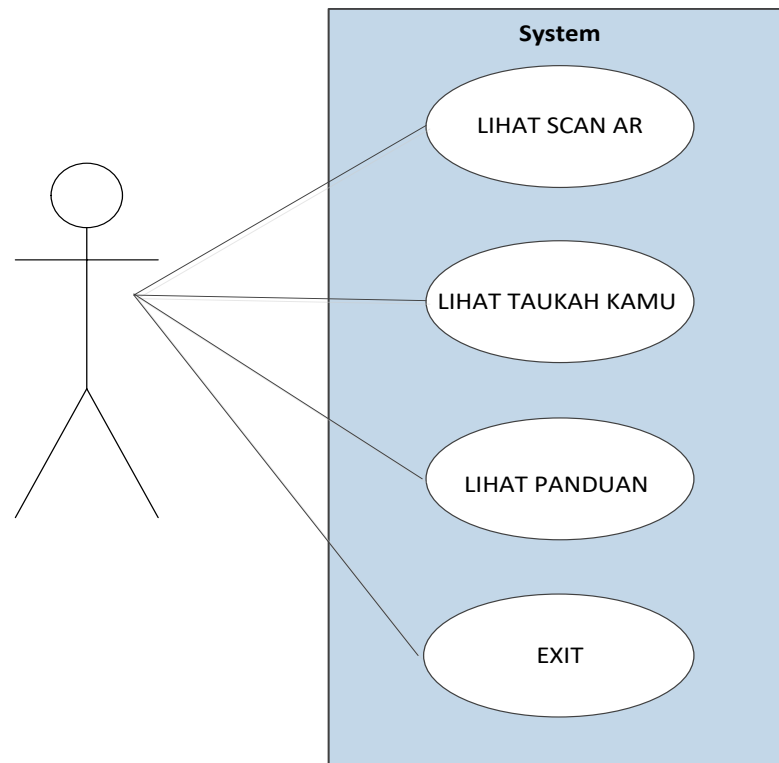 System
LIHAT SCAN AR
LIHAT TAUKAH KAMU
LIHAT PANDUAN
EXIT